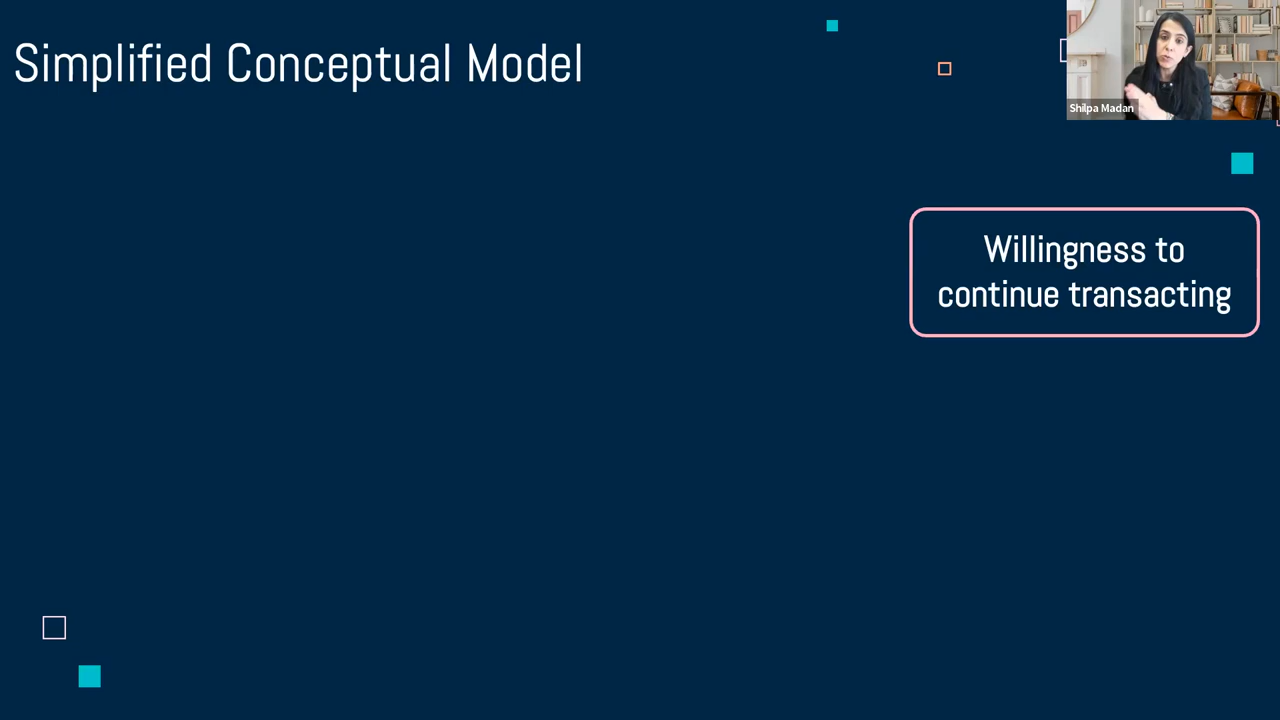 Simplified Conceptual Model
Shilpa Madan
Willingness to
continue transacting